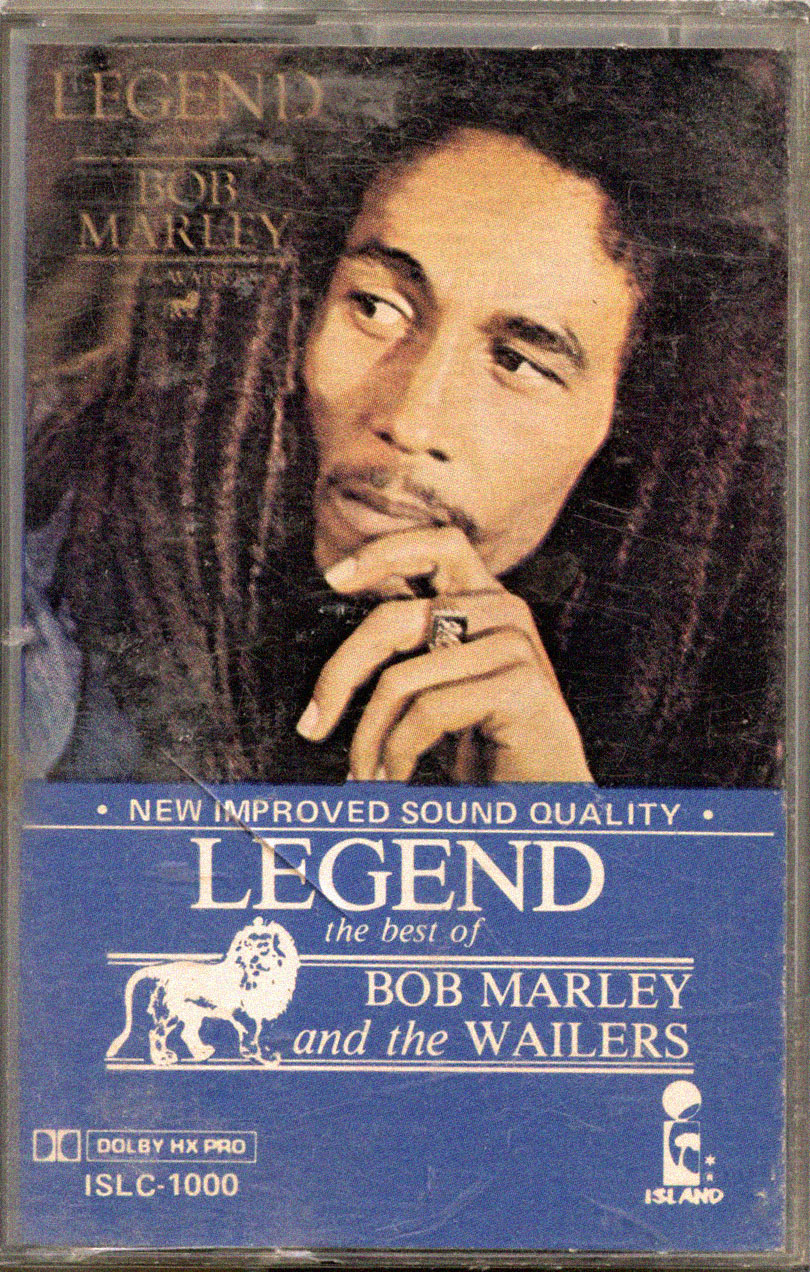 LEGEND
BOB
MARLEY
WAILERS
• NEW IMPROVED SOUND QUALITY •
LEGEND
the best of
BOB MARLEY
and the WAILERS
DOLBY HX PRO
ISLC-1000
ISLAND